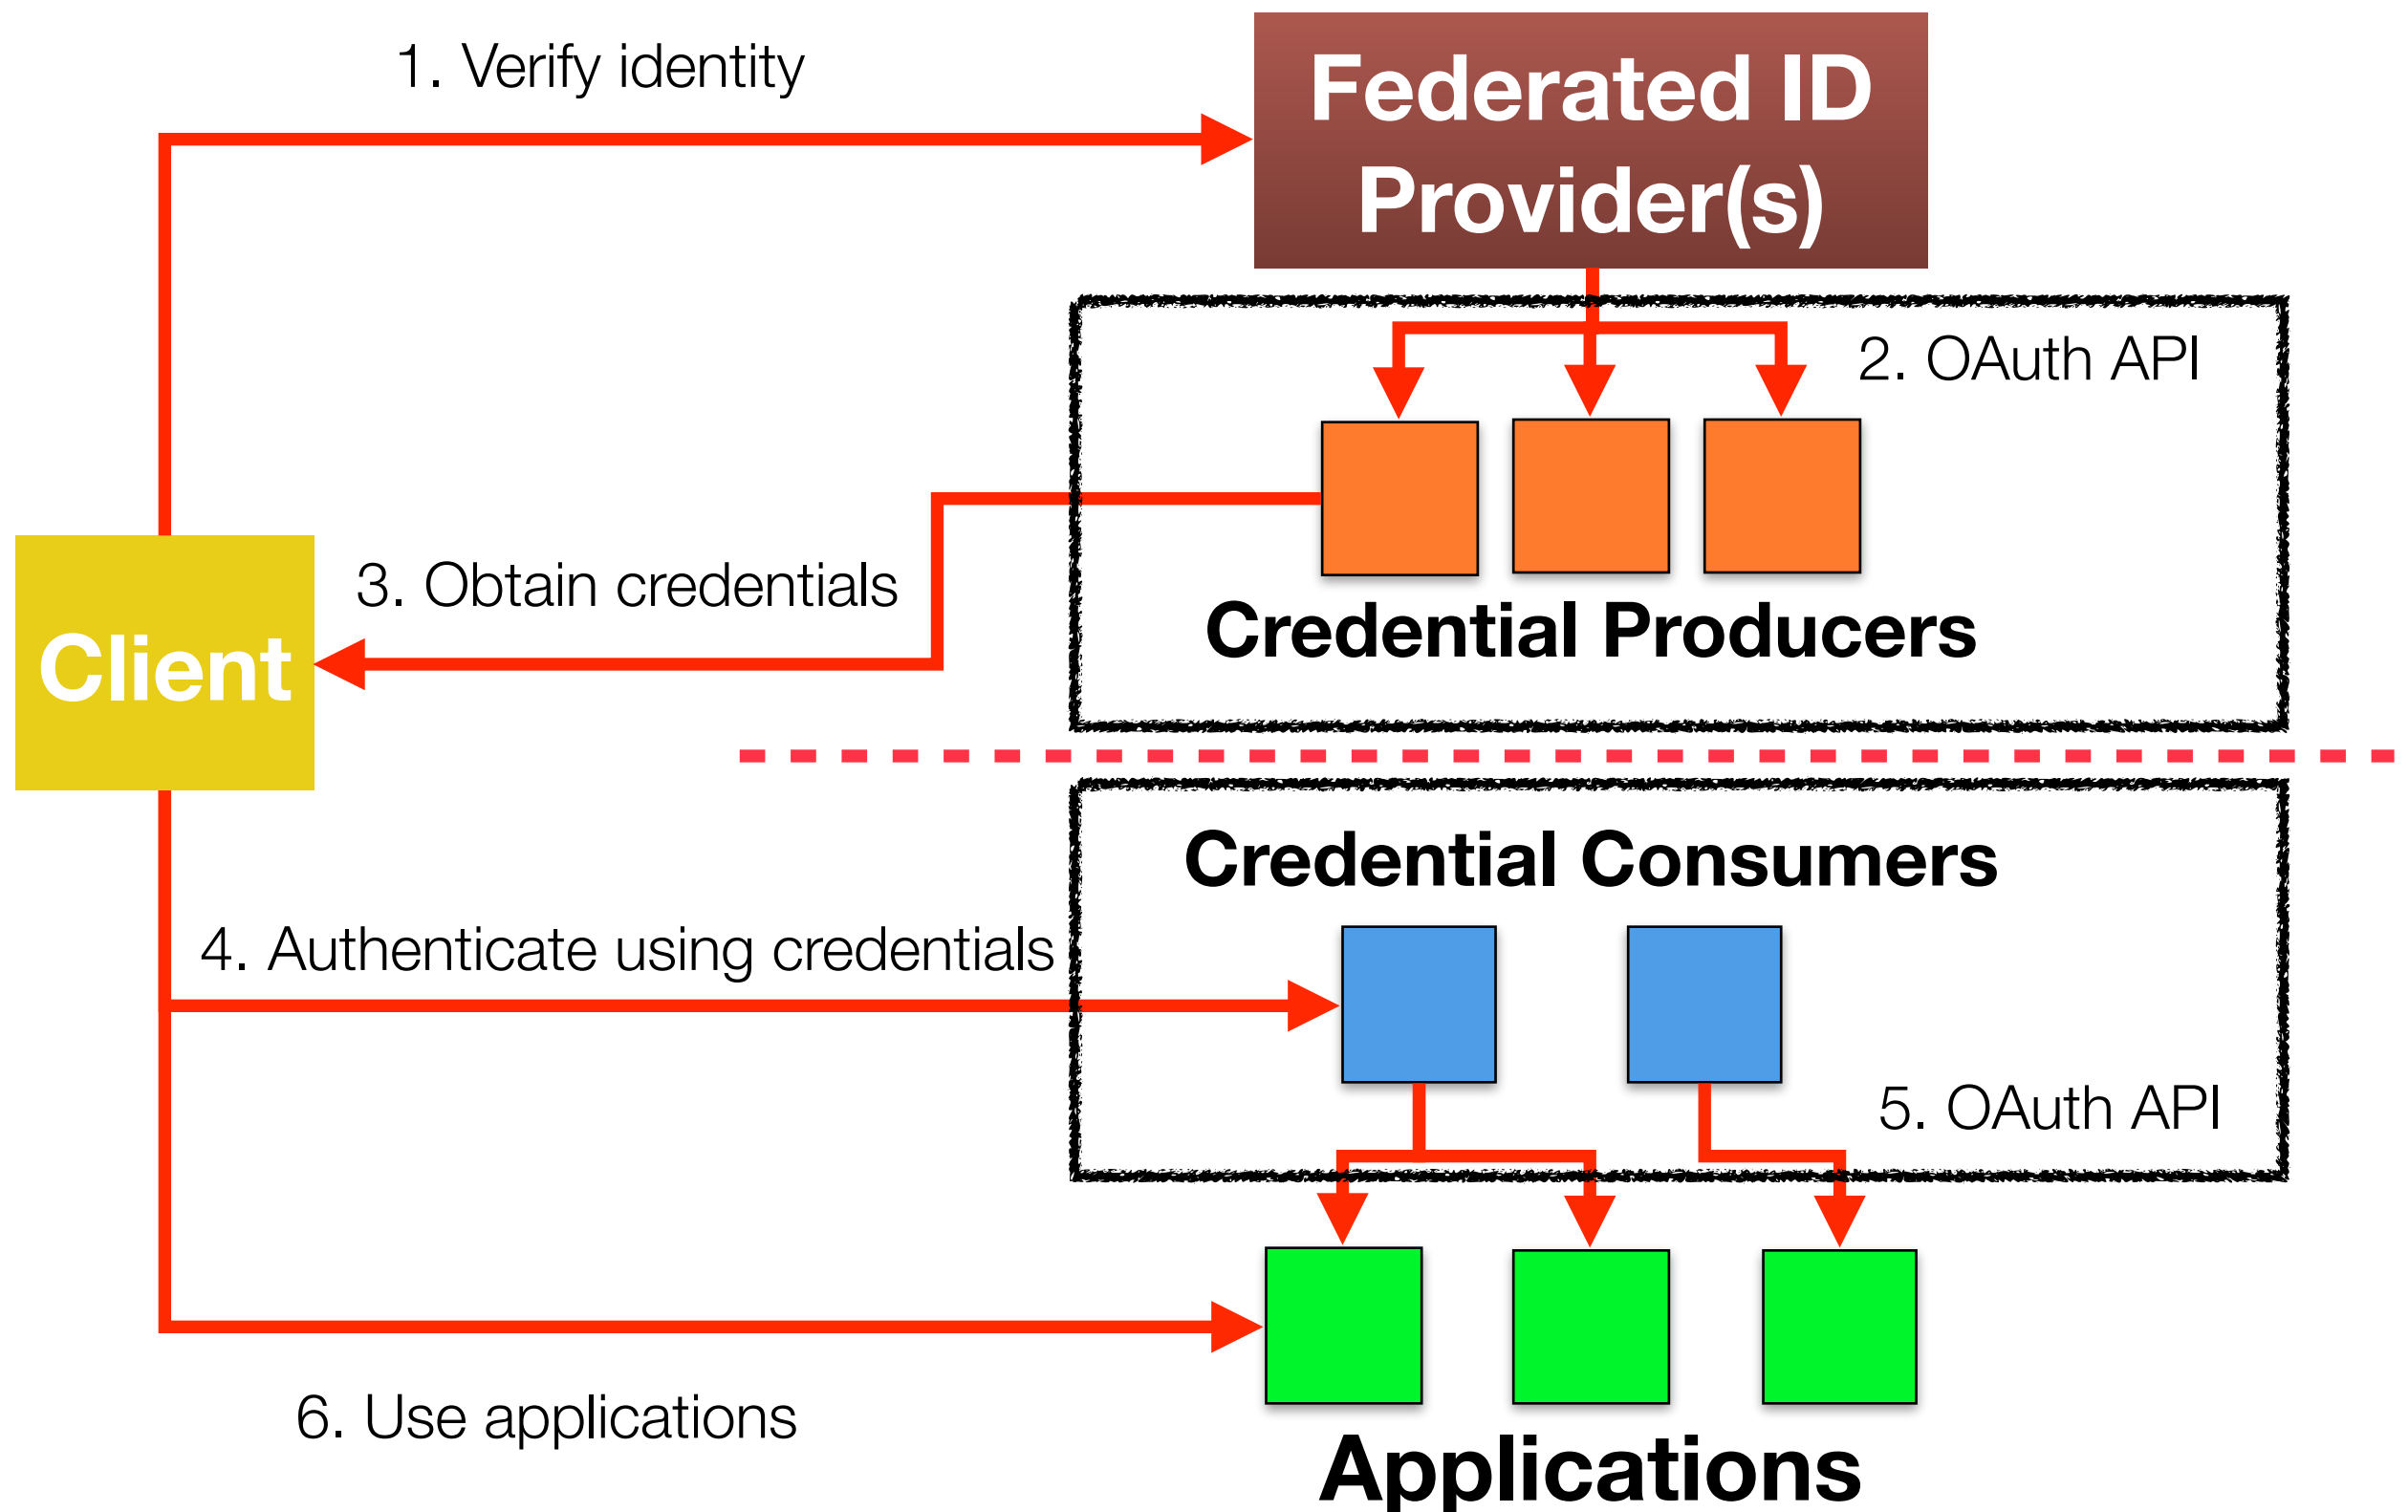 1. Verify identity
Federated ID
Provider(s)
2. OAuth API
3. Obtain credentials
Client
Credential Producers
Credential Consumers
4. Authenticate using credentials
5. OAuth API
6. Use applications
Applications